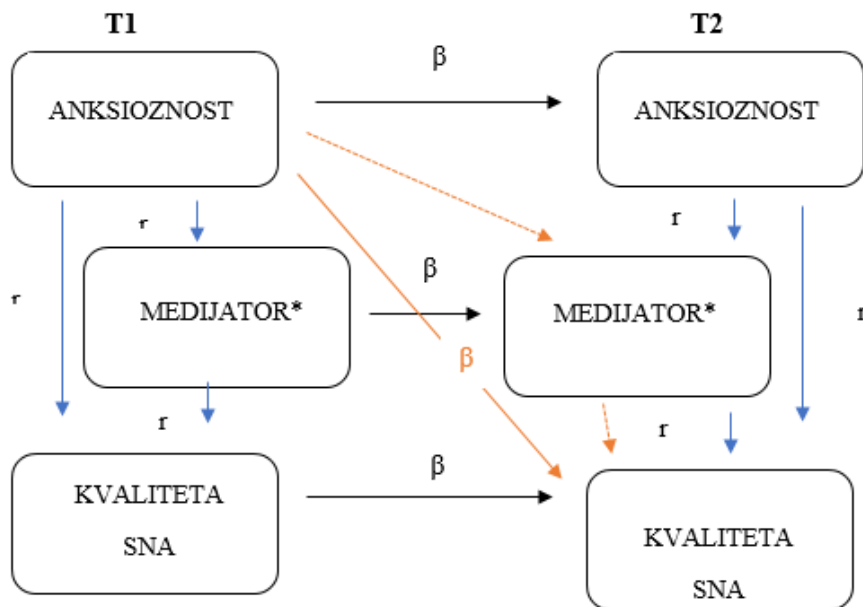 T1 T2
β
ANKSIOZNOST ANKSIOZNOST
r r
r β r
MEDIJATOR* MEDIJATOR*
β
r r
β
KVALITETA
SNA
KVALITETA
SNA